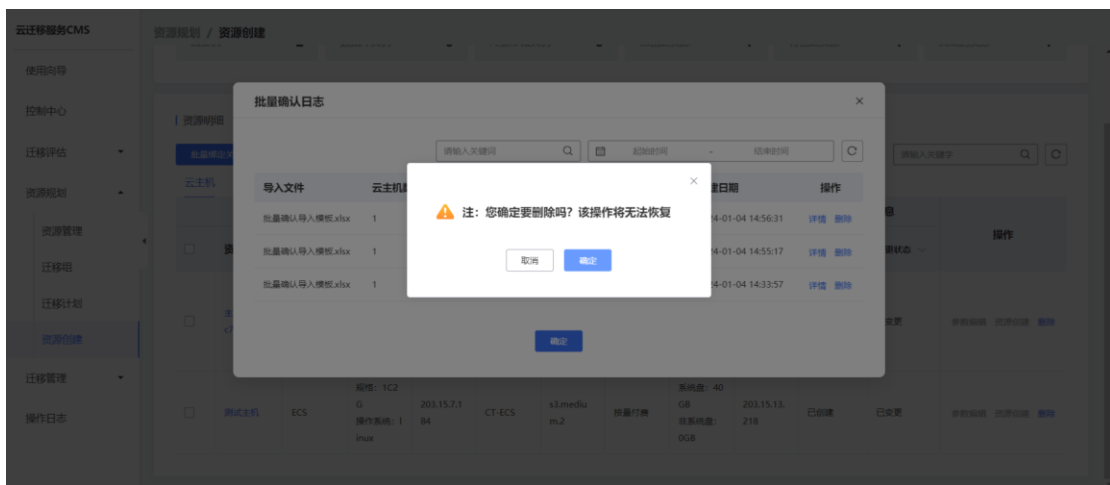 云迁移服务CMS
资源规划 / 资源创建
使用向导
控制中心
迁移评估
资源规划
资源管理
迁移组
迁移计划
资源创建
迁移管理
操作日志
资源明细
云主机
请输入关键字
批量确认日志
请输入关键词
起始时间 - 结束时间
导入文件 云主机 建日期 操作
批量确认导入模板.xlsx 1 4-01-04 14:56:31 详情 删除
批量确认导入模板.xlsx 1 4-01-04 14:55:17 详情 删除
批量确认导入模板.xlsx 1 4-01-04 14:33:57 详情 删除
确定
注：您确定要删除吗？该操作将无法恢复
取消 确定
操作
参数编辑 资源创建 删除
规格：1C2
G
操作系统：l
inux
测试主机 ECS
203.15.7.1
84
CT-ECS
s3.mediu
m.2
按量付费
系统盘：40
GB
非系统盘：
0GB
203.15.13.
218
已创建 已变更 参数编辑 资源创建 删除